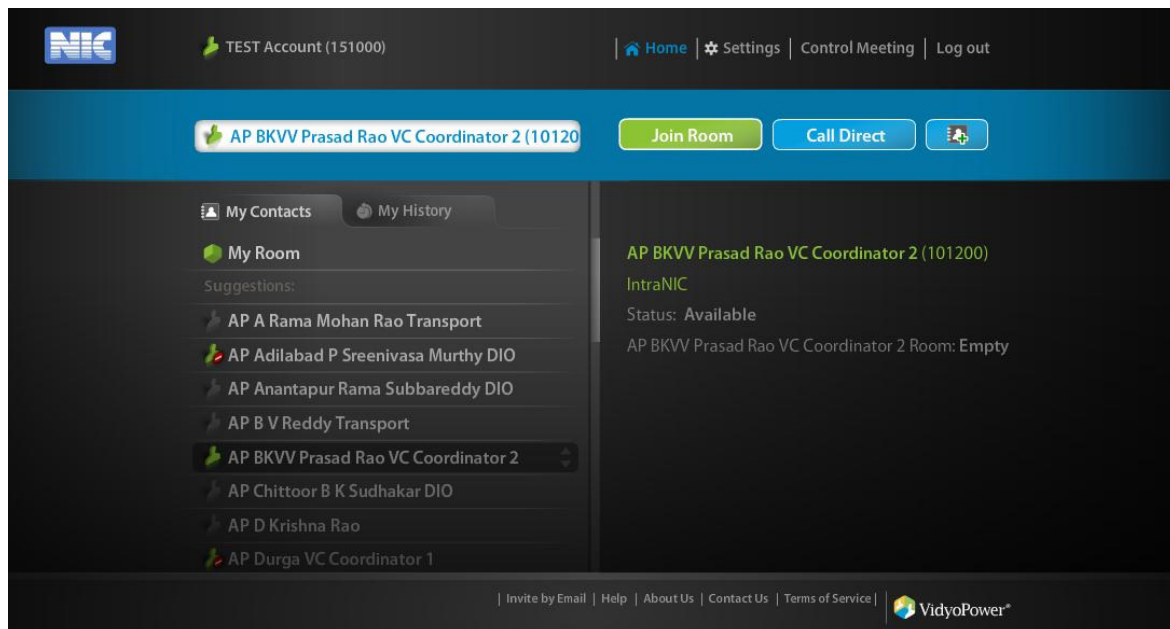 NIC
TEST Account (151000)
| Home | Settings | Control Meeting | Log out
AP BKVV Prasad Rao VC Coordinator 2 (10120
Join Room
Call Direct
My Contacts
My History
My Room
Suggestions:
AP A Rama Mohan Rao Transport
AP Adilabad P Sreenivasa Murthy DIO
AP Anantapur Rama Subbareddy DIO
AP B V Reddy Transport
AP BKVV Prasad Rao VC Coordinator 2
AP Chittoor B K Sudhakar DIO
AP D Krishna Rao
AP Durga VC Coordinator 1
AP BKVV Prasad Rao VC Coordinator 2 (101200)
IntraNIC
Status: Available
AP BKVV Prasad Rao VC Coordinator 2 Room: Empty
| Invite by Email | Help | About Us | Contact Us | Terms of Service |
VidyoPower®